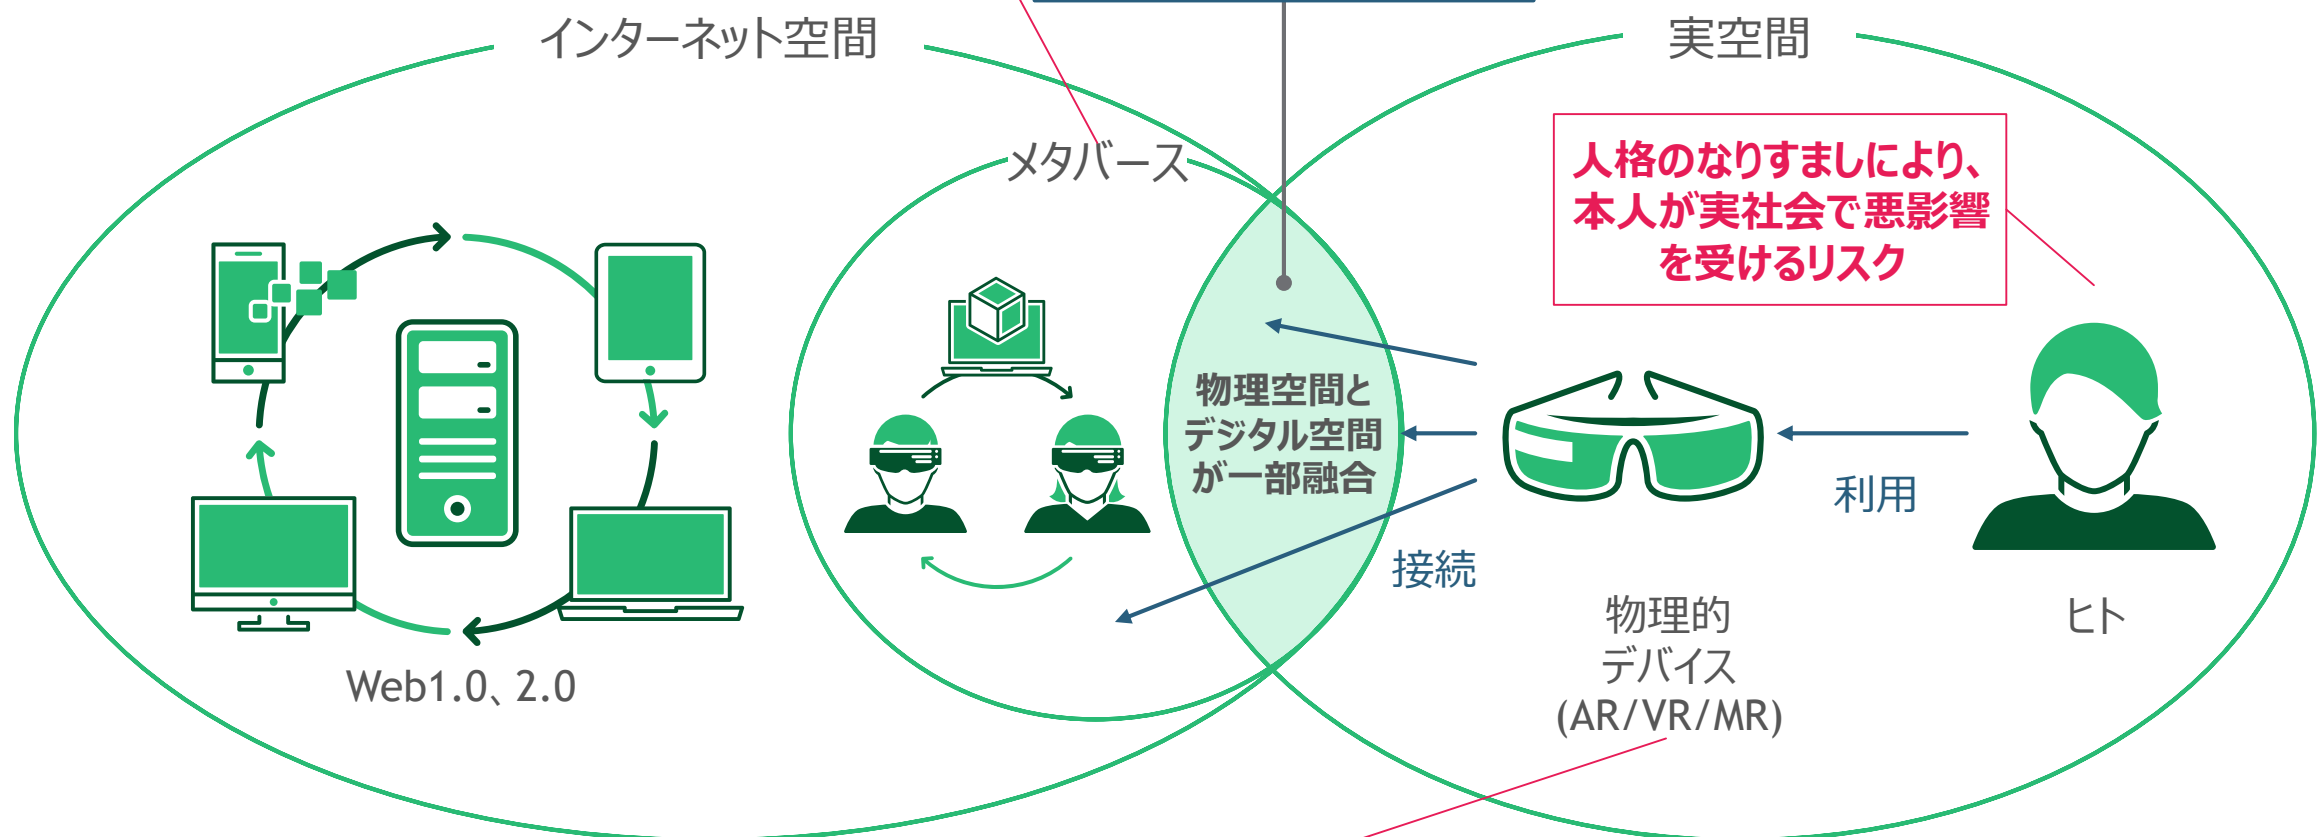 インターネット空間
実空間
メタバース
人格のなりすましにより、
本人が実社会で悪影響
を受けるリスク
物理空間と
デジタル空間
が一部融合
利用
接続
物理的
デバイス
(AR/VR/MR)
ヒト
Web1.0、2.0